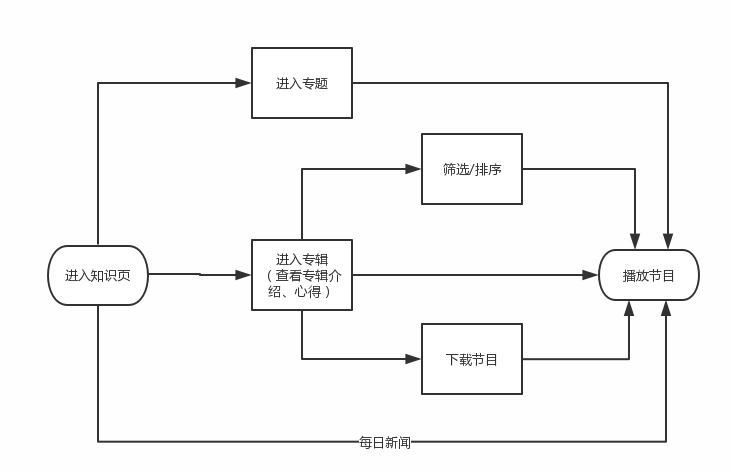 进入专题
筛选/排序
进入知识页
进入专辑
（查看专辑介
绍、心得）
播放节目
下载节目
每日新闻